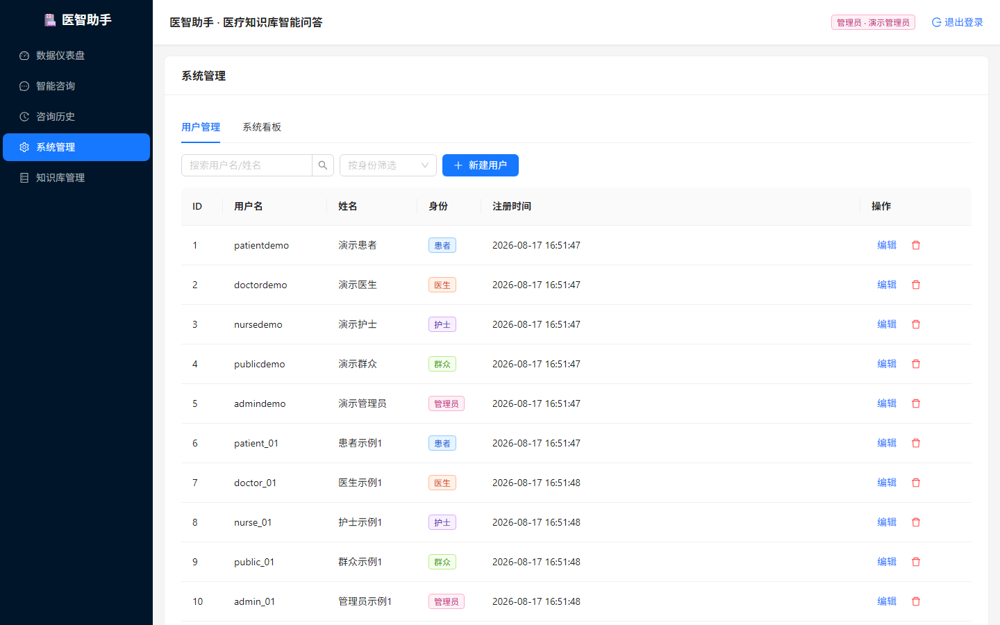 医智助手
数据仪表盘
智能咨询
咨询历史
系统管理
知识库管理
医智助手 · 医疗知识库智能问答
管理员 · 演示管理员
退出登录
系统管理
用户管理 系统看板
搜索用户名/姓名 按身份筛选 新建用户
ID 用户名 姓名 身份 注册时间 操作
1 patientdemo 演示患者 患者 2026-08-17 16:51:47 编辑
2 doctordemo 演示医生 医生 2026-08-17 16:51:47 编辑
3 nursedemo 演示护士 护士 2026-08-17 16:51:47 编辑
4 publicdemo 演示群众 群众 2026-08-17 16:51:47 编辑
5 admindemo 演示管理员 管理员 2026-08-17 16:51:47 编辑
6 patient_01 患者示例1 患者 2026-08-17 16:51:47 编辑
7 doctor_01 医生示例1 医生 2026-08-17 16:51:48 编辑
8 nurse_01 护士示例1 护士 2026-08-17 16:51:48 编辑
9 public_01 群众示例1 群众 2026-08-17 16:51:48 编辑
10 admin_01 管理员示例1 管理员 2026-08-17 16:51:48 编辑